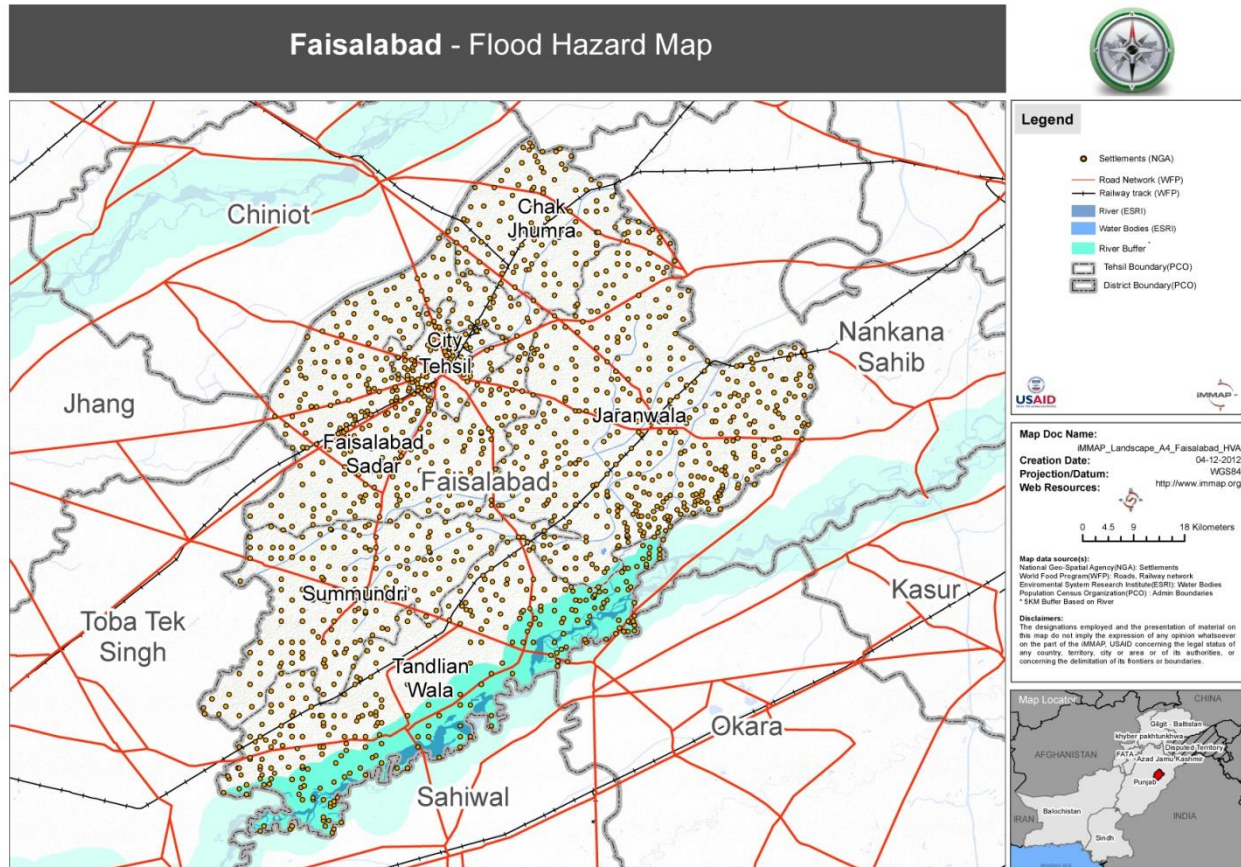 Faisalabad - Flood Hazard Map
Legend
Settlements (NGA)
Road Network (WFP)
Railway track (WFP)
River (ESRI)
Water Bodies (ESRI)
River Buffer *
Tehsil Boundary(PCO)
District Boundary(PCO)
USAID
iMMAP -
Chiniot
Chak
Jhumra
Nankana
Sahib
City
Tehsil
Jhang
Jaranwala
Faisalabad
Sadar
Faisalabad
Kasur
Summundri
Toba Tek
Singh
Tandlian
Wala
Okara
Sahiwal
Map Doc Name:
iMMAP_Landscape_A4_Faisalabad_HVA
Creation Date: 04-12-2012
Projection/Datum: WGS84
Web Resources: http://www.immap.org
0 4.5 9 18 Kilometers
Map data source(s):
National Geo-Spatial Agency(NGA): Settlements
World Food Program(WFP): Roads, Railway network
Enviromental System Research Institute(ESRI): Water Bodies
Population Census Organization(PCO) : Admin Boundaries
* 5KM Buffer Based on River
Disclaimers:
The designations employed and the presentation of material on
this map do not imply the expression of any opinion whatsoever
on the part of the iMMAP, USAID concerning the legal status of
any country, territory, city or area or of its authorities, or
concerning the delimitation of its frontiers or boundaries.
Map Locator
CHINA
Gilgit - Baltistan
khyber pakhtunkhwa
Disputed Territory
AFGHANISTAN
FATA
Azad Jamu Kashmir
Punjab
Balochistan
IRAN
INDIA
Sindh